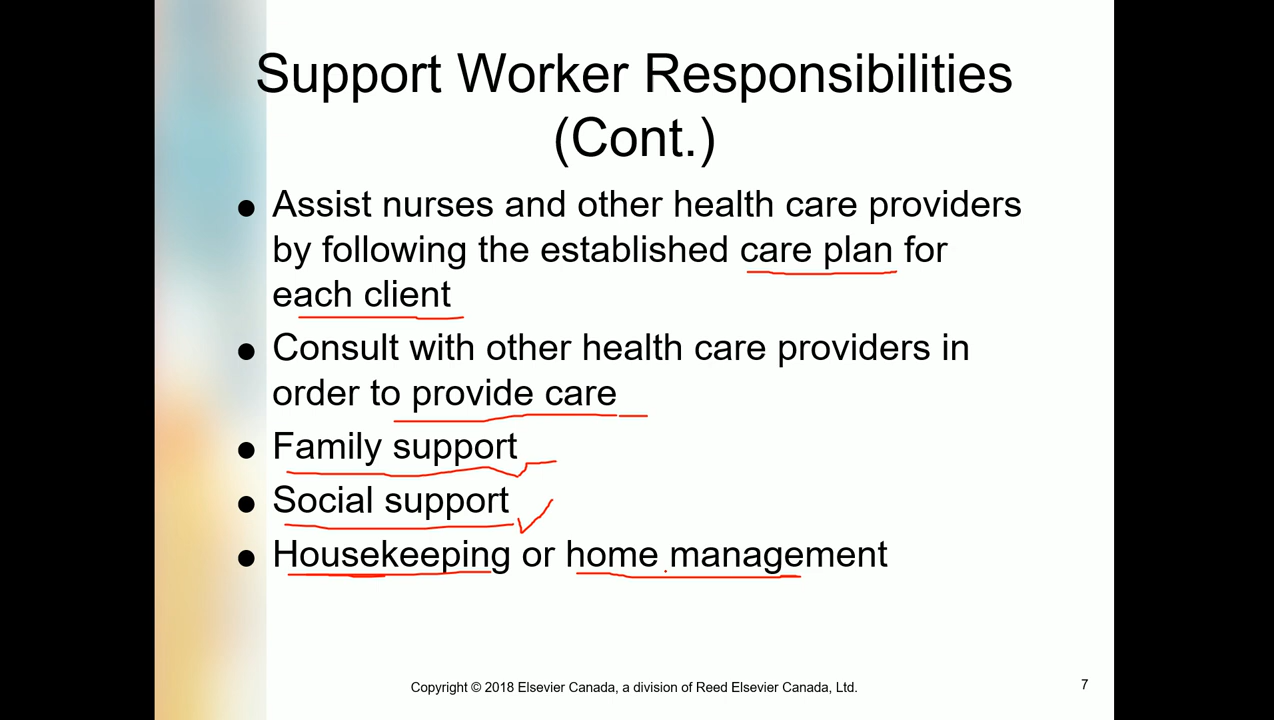 Support Worker Responsibilities
(Cont.)
● Assist nurses and other health care providers
by following the established care plan for
each client
● Consult with other health care providers in
order to provide care
● Family support
● Social support
● Housekeeping or home management
Copyright © 2018 Elsevier Canada, a division of Reed Elsevier Canada, Ltd.
7